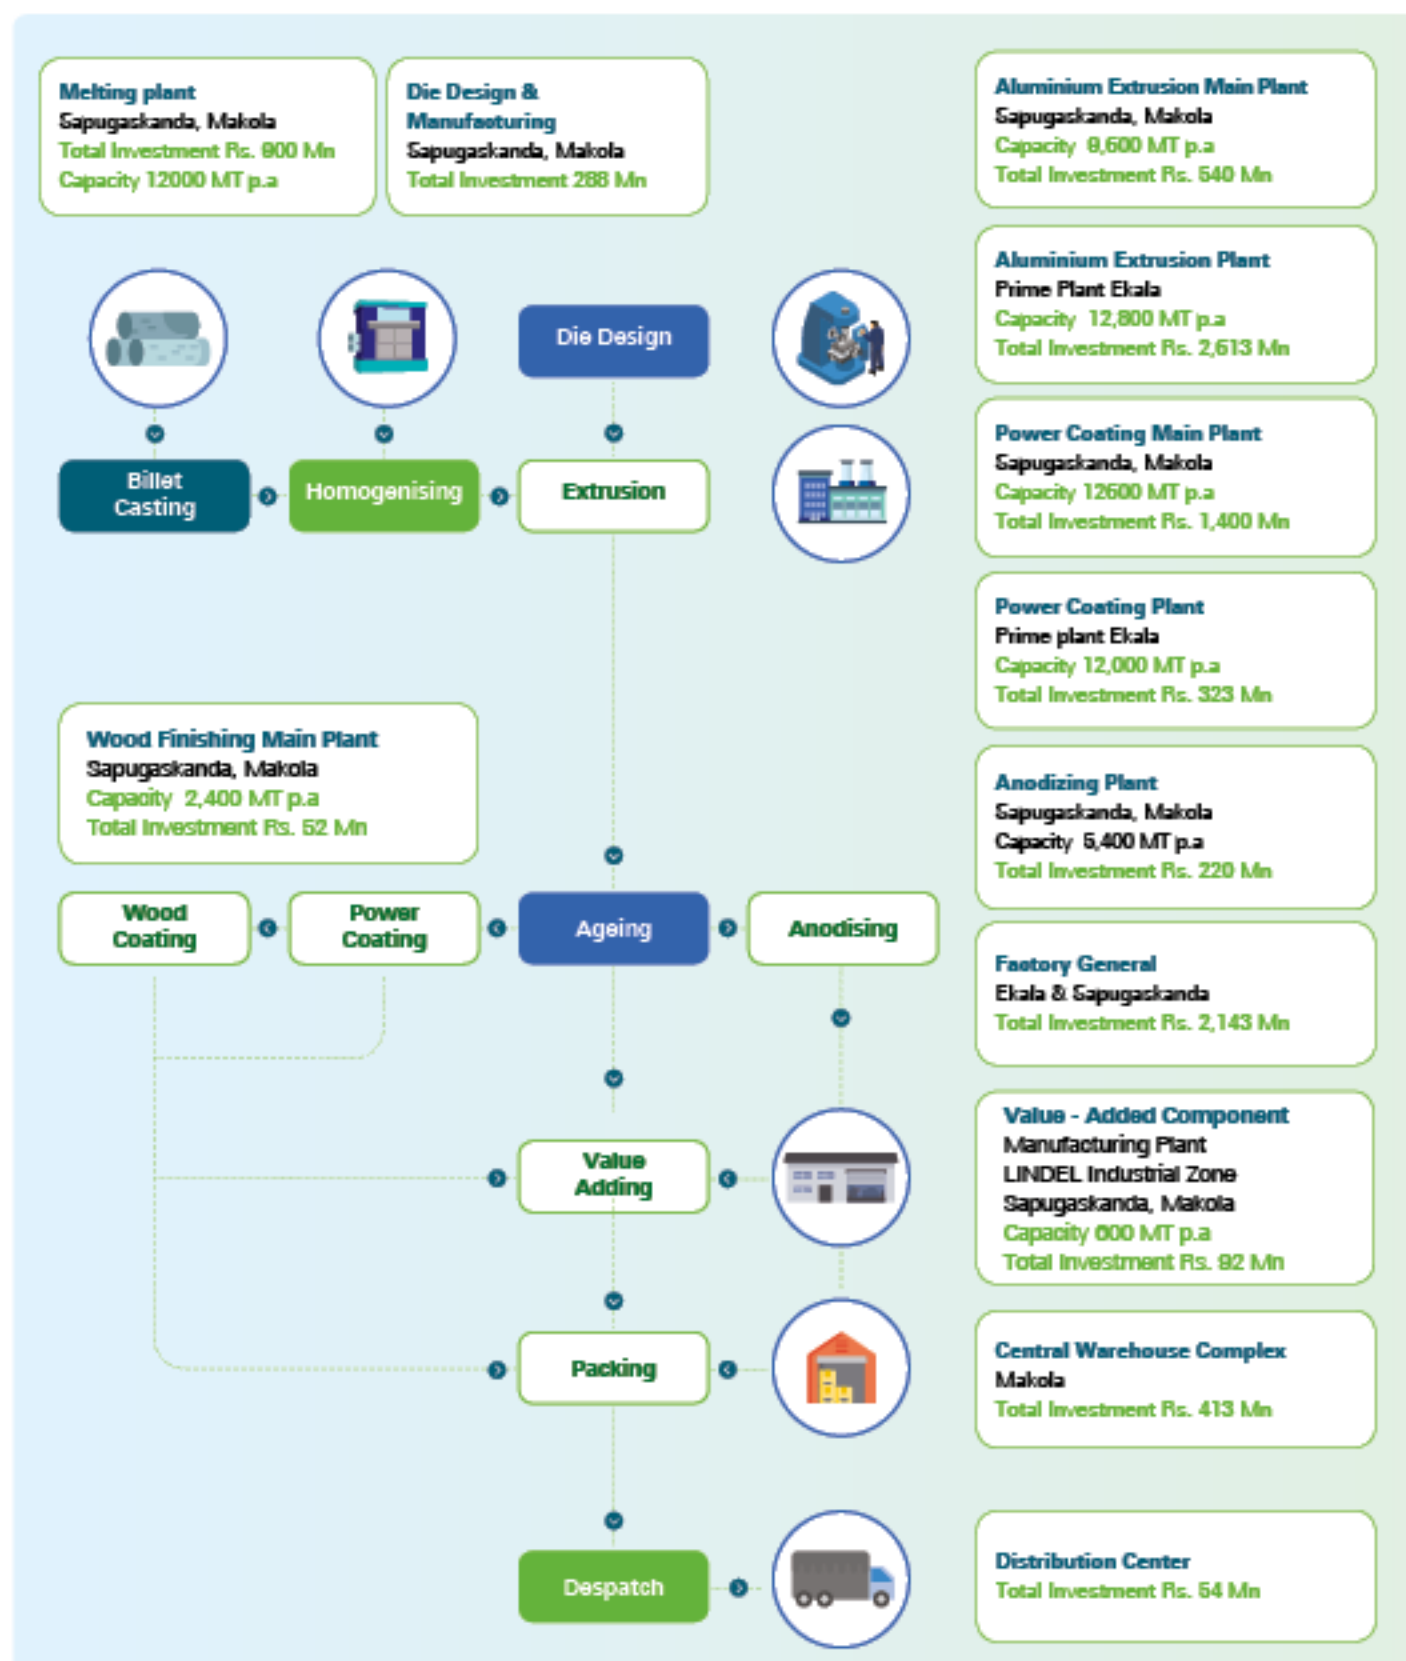 Melting plant
Sapugaskanda, Makola
Total Investment Rs. 900 Mn
Capacity 12000 MT p.a
Die Design &
Manufacturing
Sapugaskanda, Makola
Total Investment 288 Mn
Aluminium Extrusion Main Plant
Sapugaskanda, Makola
Capacity 9,600 MT p.a
Total Investment Rs. 540 Mn
Aluminium Extrusion Plant
Prime Plant Ekala
Capacity 12,800 MT p.a
Total Investment Rs. 2,613 Mn
Die Design
Power Coating Main Plant
Sapugaskanda, Makola
Capacity 12600 MT p.a
Total Investment Rs. 1,400 Mn
Billet
Casting
Homogenising
Extrusion
Power Coating Plant
Prime plant Ekala
Capacity 12,000 MT p.a
Total Investment Rs. 323 Mn
Wood Finishing Main Plant
Sapugaskanda, Makola
Capacity 2,400 MT p.a
Total Investment Rs. 52 Mn
Anodizing Plant
Sapugaskanda, Makola
Capacity 5,400 MT p.a
Total Investment Rs. 220 Mn
Wood
Coating
Power
Coating
Ageing
Anodising
Factory General
Ekala & Sapugaskanda
Total Investment Rs. 2,143 Mn
Value - Added Component
Manufacturing Plant
LINDEL Industrial Zone
Sapugaskanda, Makola
Capacity 600 MT p.a
Total Investment Rs. 92 Mn
Value
Adding
Central Warehouse Complex
Makola
Total Investment Rs. 413 Mn
Packing
Distribution Center
Total Investment Rs. 54 Mn
Despatch